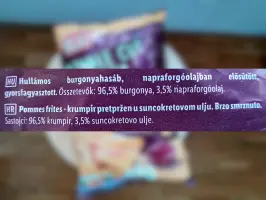 HU Hullámos burgonyahasáb, napraforgóolajban elősütött,
gyorsfagyasztott. Összetevők: 96,5% burgonya, 3,5% napraforgóolaj.
HR Pommes frites - krumpir pretpržen u suncokretovom ulju. Brzo smrznuto.
Sastojci: 96,5% krumpir, 3,5% suncokretovo ulje.